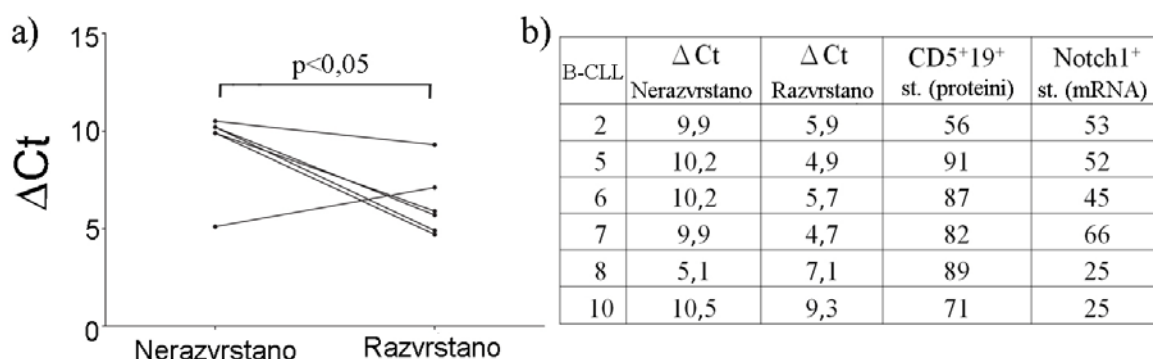 a)
15
10
5
0
ΔCt
p<0,05
Nerazvrstano Razvrstano
b)
B-CLL Δ Ct Nerazvrstano Δ Ct Razvrstano CD5+19+ st. (proteini) Notch1+ st. (mRNA)
2 9,9 5,9 56 53
5 10,2 4,9 91 52
6 10,2 5,7 87 45
7 9,9 4,7 82 66
8 5,1 7,1 89 25
10 10,5 9,3 71 25